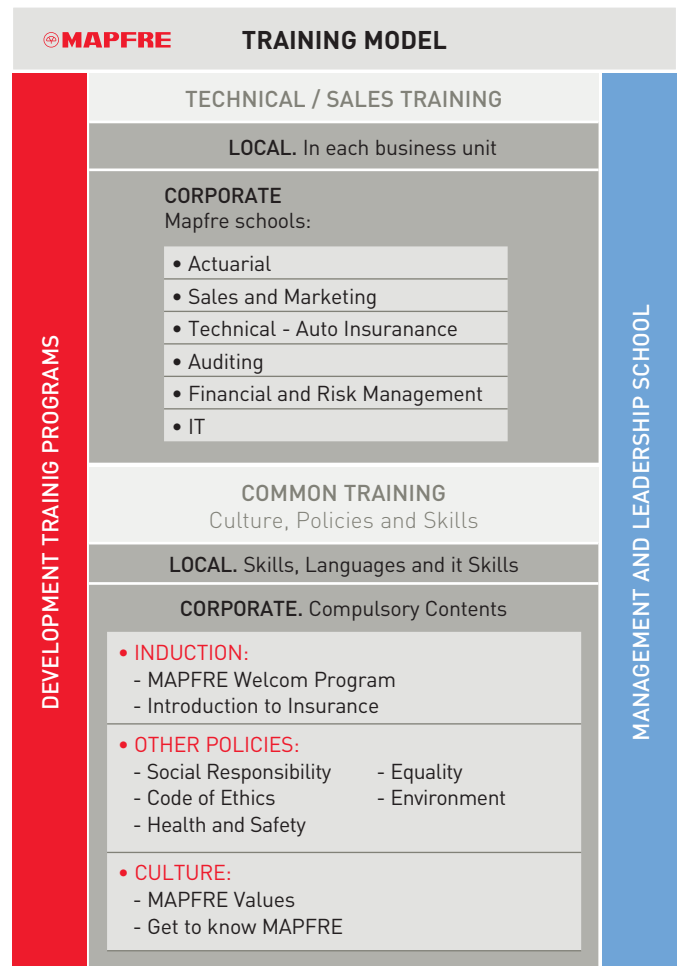 MAPFRE TRAINING MODEL
DEVELOPMENT TRAINIG PROGRAMS
TECHNICAL / SALES TRAINING
LOCAL. In each business unit
CORPORATE
Mapfre schools:
• Actuarial
• Sales and Marketing
• Technical - Auto Insuranance
• Auditing
• Financial and Risk Management
• IT
COMMON TRAINING
Culture, Policies and Skills
LOCAL. Skills, Languages and it Skills
CORPORATE. Compulsory Contents
• INDUCTION:
- MAPFRE Welcom Program
- Introduction to Insurance
• OTHER POLICIES:
- Social Responsibility - Equality
- Code of Ethics - Environment
- Health and Safety
• CULTURE:
- MAPFRE Values
- Get to know MAPFRE
MANAGEMENT AND LEADERSHIP SCHOOL